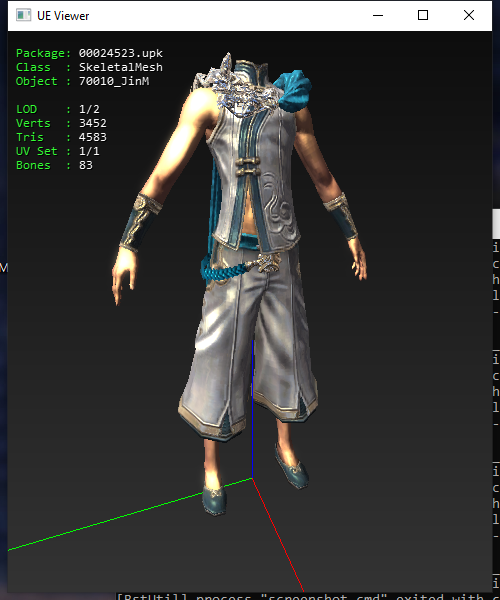 UE Viewer
Package: 00024523.upk
Class  : SkeletalMesh
Object : 70010_JinM
LOD    : 1/2
Verts  : 3452
Tris   : 4583
UV Set : 1/1
Bones  : 83
M
i
c
h
l
-
i
c
h
l
-
i
c
h
l
-
i
[BstUtil] process "screenshot.cmd" exited with c